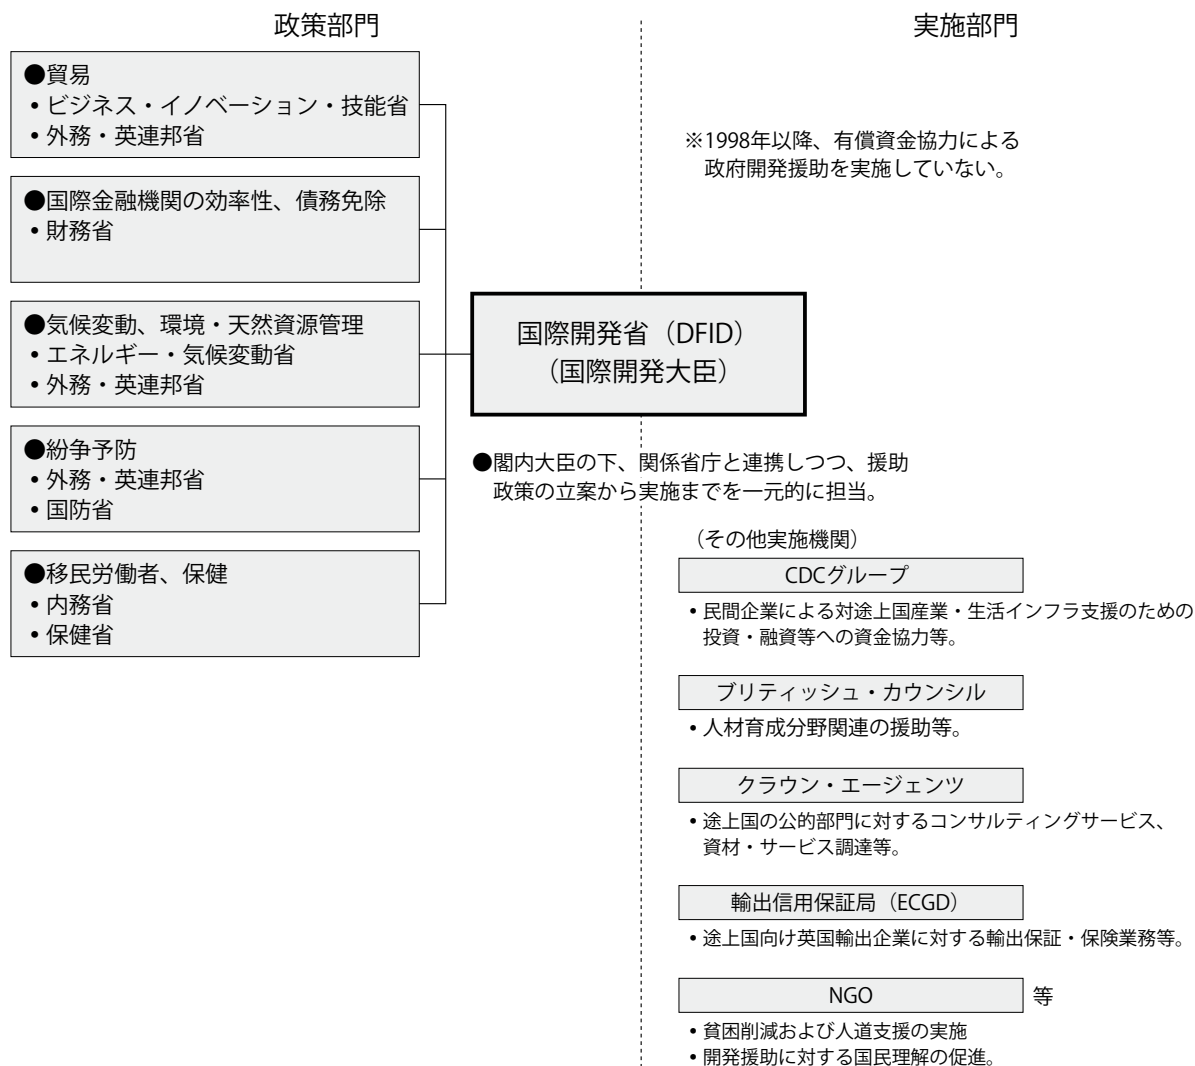 政策部門
実施部門
●貿易
・ビジネス・イノベーション・技能省
・外務・英連邦省
●国際金融機関の効率性、債務免除
・財務省
●気候変動、環境・天然資源管理
・エネルギー・気候変動省
・外務・英連邦省
●紛争予防
・外務・英連邦省
・国防省
●移民労働者、保健
・内務省
・保健省
※1998年以降、有償資金協力による
政府開発援助を実施していない。
国際開発省（DFID）
（国際開発大臣）
●閣内大臣の下、関係省庁と連携しつつ、援助
政策の立案から実施までを一元的に担当。
（その他実施機関）
CDCグループ
・民間企業による対途上国産業・生活インフラ支援のための
投資・融資等への資金協力等。
ブリティッシュ・カウンシル
・人材育成分野関連の援助等。
クラウン・エージェンツ
・途上国の公的部門に対するコンサルティングサービス、
資材・サービス調達等。
輸出信用保証局（ECGD）
・途上国向け英国輸出企業に対する輸出保証・保険業務等。
NGO 等
・貧困削減および人道支援の実施
・開発援助に対する国民理解の促進。